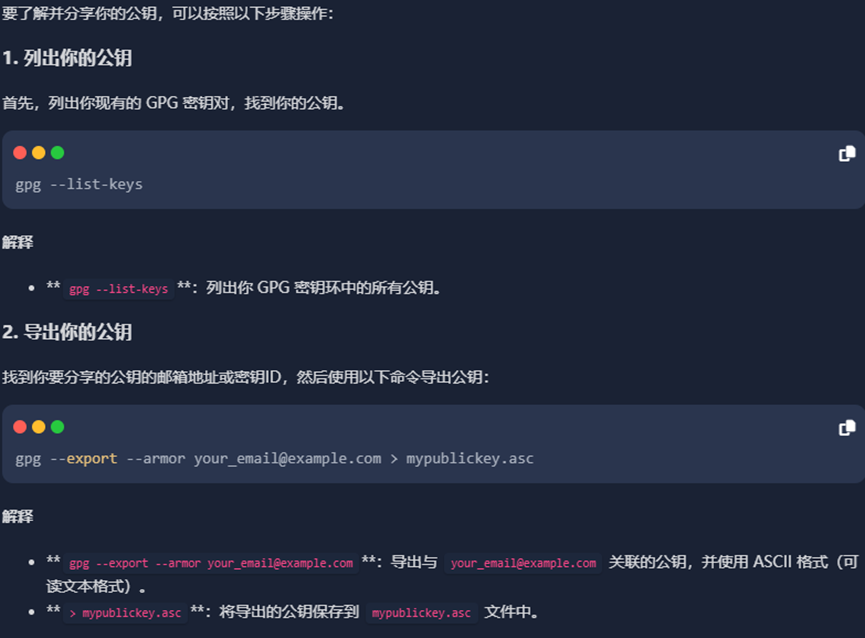 要了解并分享你的公钥，可以按照以下步骤操作：
1. 列出你的公钥
首先，列出你现有的 GPG 密钥对，找到你的公钥。
gpg --list-keys
解释
• ** gpg --list-keys **：列出你 GPG 密钥环中的所有公钥。
2. 导出你的公钥
找到你要分享的公钥的邮箱地址或密钥ID，然后使用以下命令导出公钥：
gpg --export --armor your_email@example.com > mypublickey.asc
解释
• ** gpg --export --armor your_email@example.com **：导出与 your_email@example.com 关联的公钥，并使用 ASCII 格式（可
读文本格式）。
• ** > mypublickey.asc **：将导出的公钥保存到 mypublickey.asc 文件中。